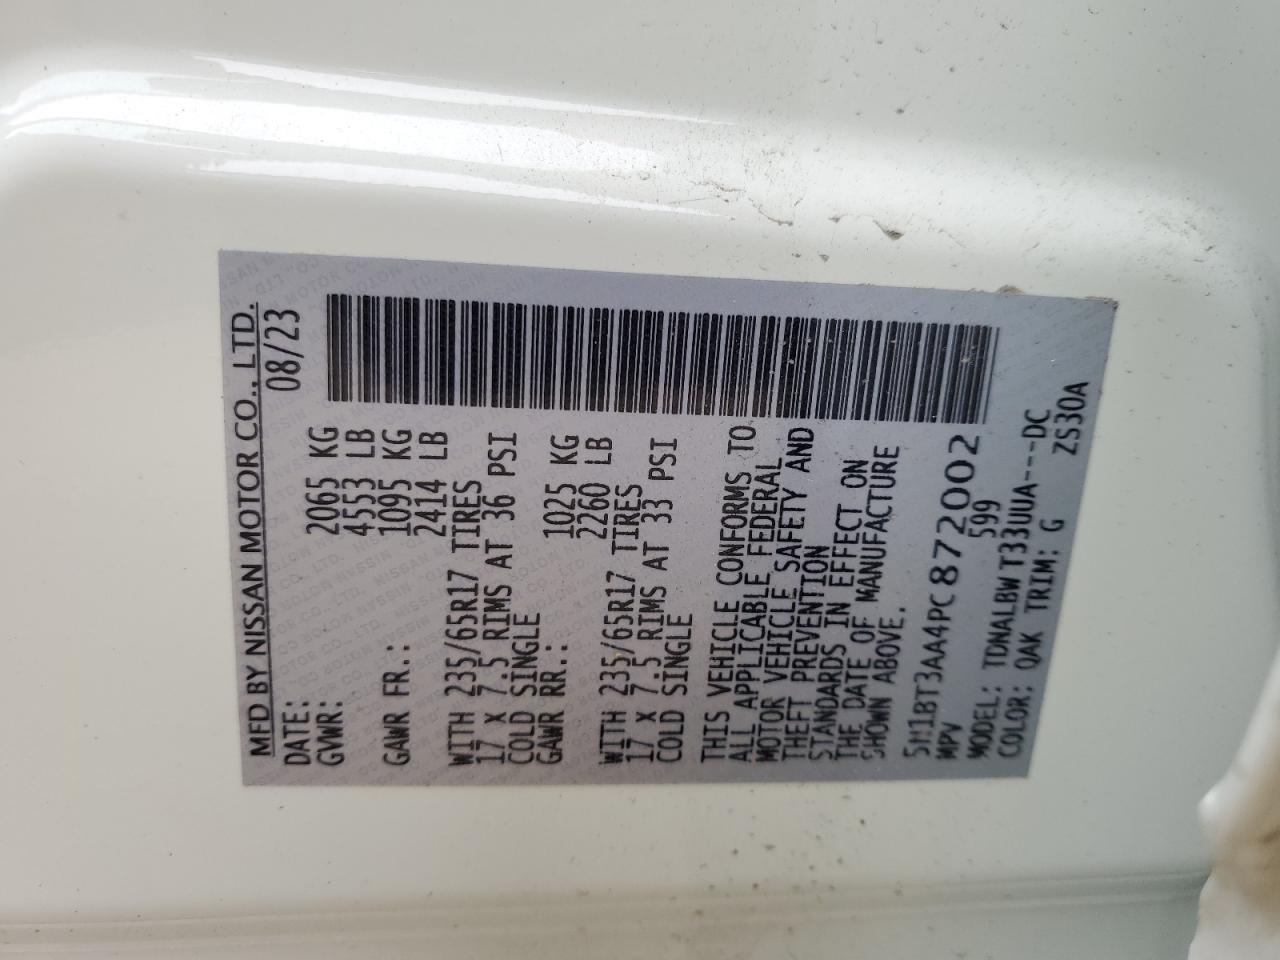 MFD BY NISSAN MOTOR CO., LTD.
DATE: 08/23
GVWR: 2065 KG
4553 LB
GAWR FR.: 1095 KG
2414 LB
WITH 235/65R17 TIRES
17 X 7.5 RIMS AT 36 PSI
COLD SINGLE
GAWR RR.: 1025 KG
2260 LB
WITH 235/65R17 TIRES
17 X 7.5 RIMS AT 33 PSI
COLD SINGLE
THIS VEHICLE CONFORMS TO
ALL APPLICABLE FEDERAL
MOTOR VEHICLE SAFETY AND
THEFT PREVENTION
STANDARDS IN EFFECT ON
THE DATE OF MANUFACTURE
SHOWN ABOVE.
5N1BT3AA4PC872002
MPV 599
MODEL: TDNALBWT33UUA---DC
COLOR: QAK TRIM: G ZS30A